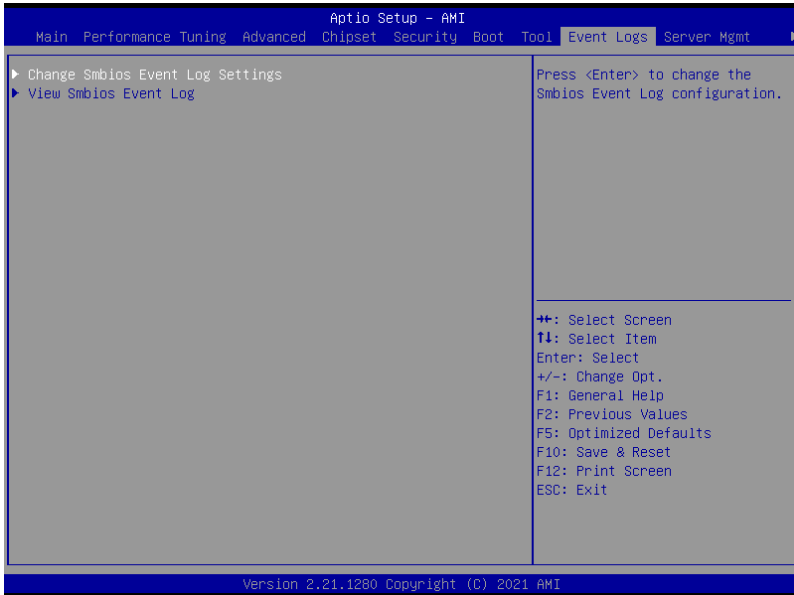 Aptio Setup – AMI
Main Performance Tuning Advanced Chipset Security Boot Tool Event Logs Server Mgmt
Change Smbios Event Log Settings
View Smbios Event Log
Press <Enter> to change the
Smbios Event Log configuration.
→←: Select Screen
↑↓: Select Item
Enter: Select
+/-: Change Opt.
F1: General Help
F2: Previous Values
F5: Optimized Defaults
F10: Save & Reset
F12: Print Screen
ESC: Exit
Version 2.21.1280 Copyright (C) 2021 AMI